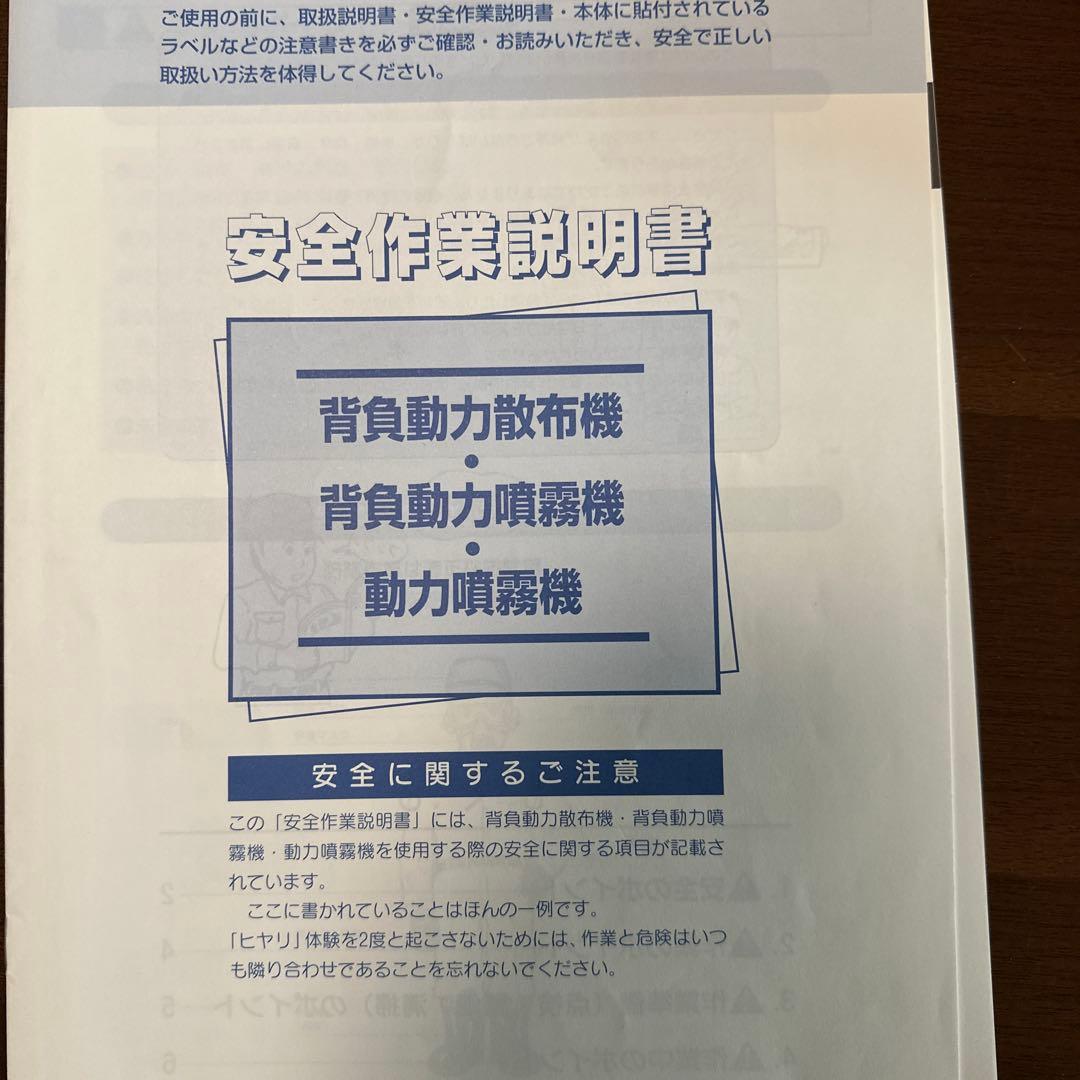 ご使用の前に、取扱説明書・安全作業説明書・本体に貼付されている
ラベルなどの注意書きを必ずご確認・お読みいただき、安全で正しい
取扱い方法を体得してください。
安全作業説明書
背負動力散布機
・
背負動力噴霧機
・
動力噴霧機
安全に関するご注意
この「安全作業説明書」には、背負動力散布機・背負動力噴
霧機・動力噴霧機を使用する際の安全に関する項目が記載さ
れています。
ここに書かれていることはほんの一例です。
「ヒヤリ」体験を2度と起こさないためには、作業と危険はいつ
も隣り合わせであることを忘れないでください。